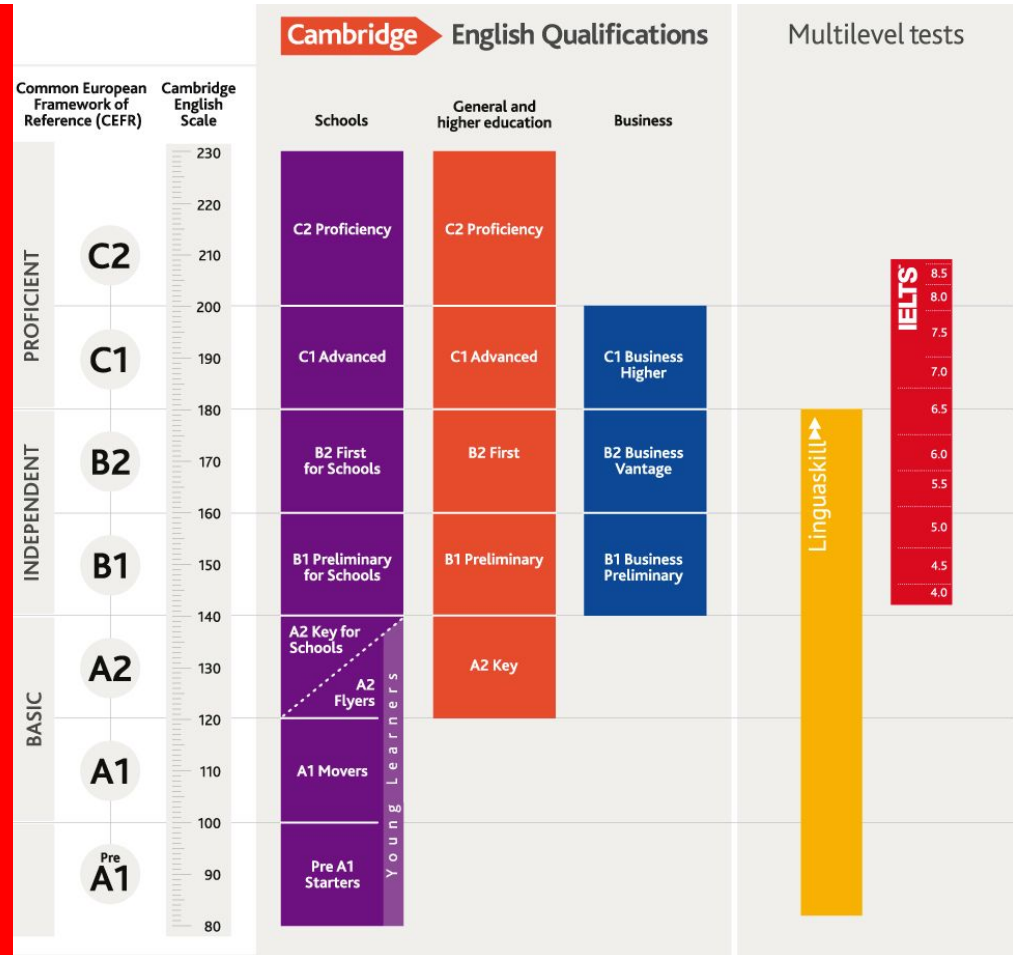 Cambridge English Qualifications
Multilevel tests
Common European
Framework of
Reference (CEFR)
Cambridge
English
Scale
Schools
General and
higher education
Business
PROFICIENT
INDEPENDENT
BASIC
C2
C1
B2
B1
A2
A1
Pre
A1
230
220
210
200
190
180
170
160
150
140
130
120
110
100
90
80
C2 Proficiency
C1 Advanced
B2 First
for Schools
B1 Preliminary
for Schools
A2 Key for
Schools
A2
Flyers
A1 Movers
Pre A1
Starters
Young Learners
C2 Proficiency
C1 Advanced
B2 First
B1 Preliminary
A2 Key
C1 Business
Higher
B2 Business
Vantage
B1 Business
Preliminary
Linguaskill
IELTS™
8.5
8.0
7.5
7.0
6.5
6.0
5.5
5.0
4.5
4.0